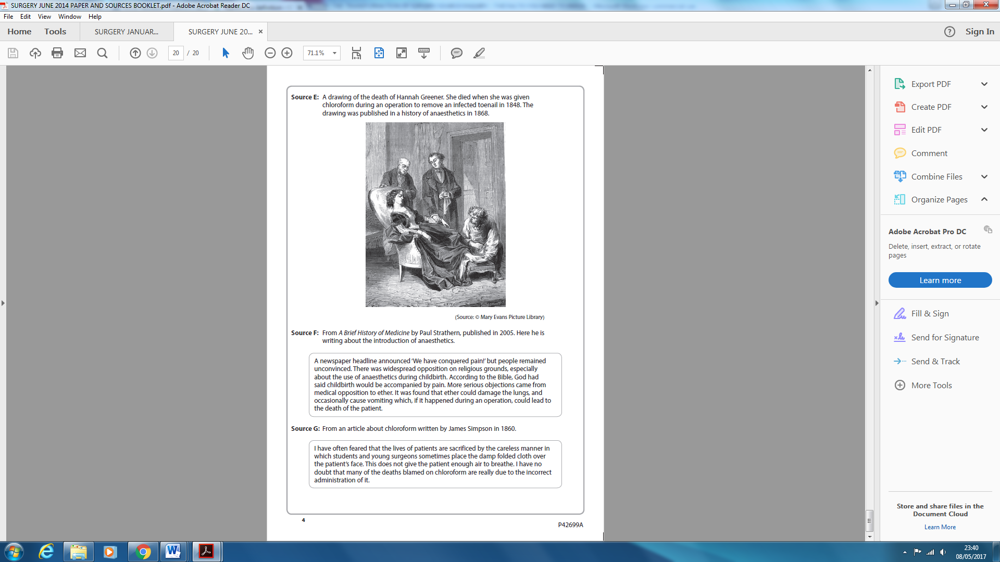 SURGERY JUNE 2014 PAPER AND SOURCES BOOKLET.pdf - Adobe Acrobat Reader DC
File Edit View Window Help
Home Tools SURGERY JANUAR... SURGERY JUNE 20... Sign In
20 / 20 71.1%
Source E: A drawing of the death of Hannah Greener. She died when she was given
chloroform during an operation to remove an infected toenail in 1848. The
drawing was published in a history of anaesthetics in 1868.
(Source: © Mary Evans Picture Library)
Source F: From A Brief History of Medicine by Paul Strathern, published in 2005. Here he is
writing about the introduction of anaesthetics.
A newspaper headline announced ‘We have conquered pain!’ but people remained
unconvinced. There was widespread opposition on religious grounds, especially
about the use of anaesthetics during childbirth. According to the Bible, God had
said childbirth would be accompanied by pain. More serious objections came from
medical opposition to ether. It was found that ether could damage the lungs, and
occasionally cause vomiting which, if it happened during an operation, could lead to
the death of the patient.
Source G: From an article about chloroform written by James Simpson in 1860.
I have often feared that the lives of patients are sacrificed by the careless manner in
which students and young surgeons sometimes place the damp folded cloth over
the patient’s face. This does not give the patient enough air to breathe. I have no
doubt that many of the deaths blamed on chloroform are really due to the incorrect
administration of it.
4
P42699A
Export PDF
Create PDF
Edit PDF
Comment
Combine Files
Organize Pages
Adobe Acrobat Pro DC
Delete, insert, extract, or rotate
pages
Learn more
Fill & Sign
Send for Signature
Send & Track
More Tools
Store and share files in the
Document Cloud
Learn More
23:40
08/05/2017